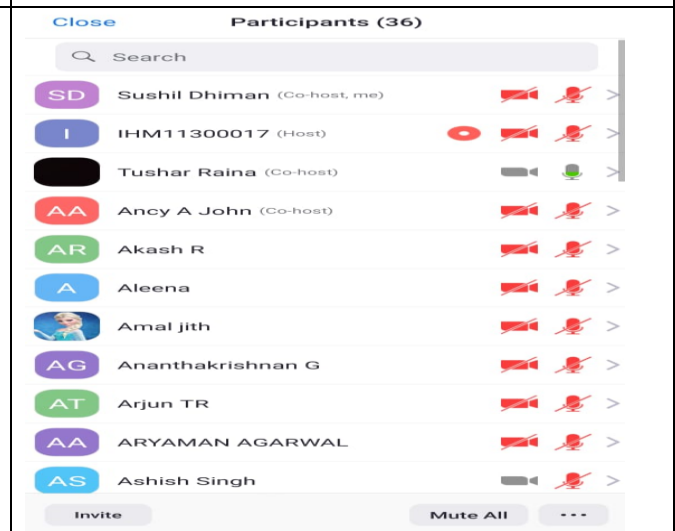 Close Participants (36)
Search
SD Sushil Dhiman (Co-host, me)
I IHM11300017 (Host)
Tushar Raina (Co-host)
AA Ancy A John (Co-host)
AR Akash R
A Aleena
Amal jith
AG Ananthakrishnan G
AT Arjun TR
AA ARYAMAN AGARWAL
AS Ashish Singh
Invite Mute All ...